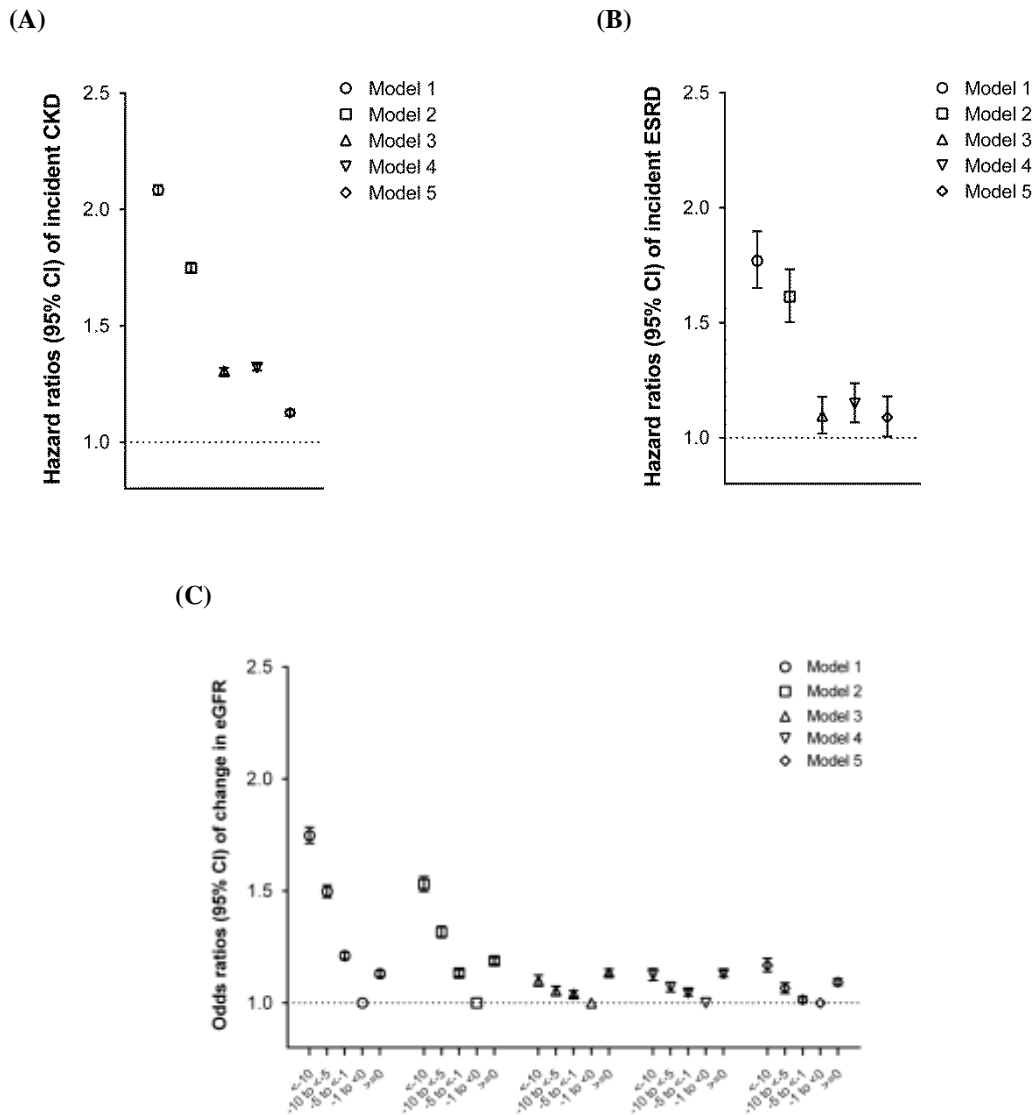 (A)
Hazard ratios (95% CI) of incident CKD
2.5
2.0
1.5
1.0
Model 1
Model 2
Model 3
Model 4
Model 5
(B)
Hazard ratios (95% CI) of incident ESRD
2.5
2.0
1.5
1.0
Model 1
Model 2
Model 3
Model 4
Model 5
(C)
Odds ratios (95% CI) of change in eGFR
2.5
2.0
1.5
1.0
Model 1
Model 2
Model 3
Model 4
Model 5
<-10
-10 to <-5
-5 to <-1
-1 to <0
>=0
<-10
-10 to <-5
-5 to <-1
-1 to <0
>=0
<-10
-10 to <-5
-5 to <-1
-1 to <0
>=0
<-10
-10 to <-5
-5 to <-1
-1 to <0
>=0
<-10
-10 to <-5
-5 to <-1
-1 to <0
>=0